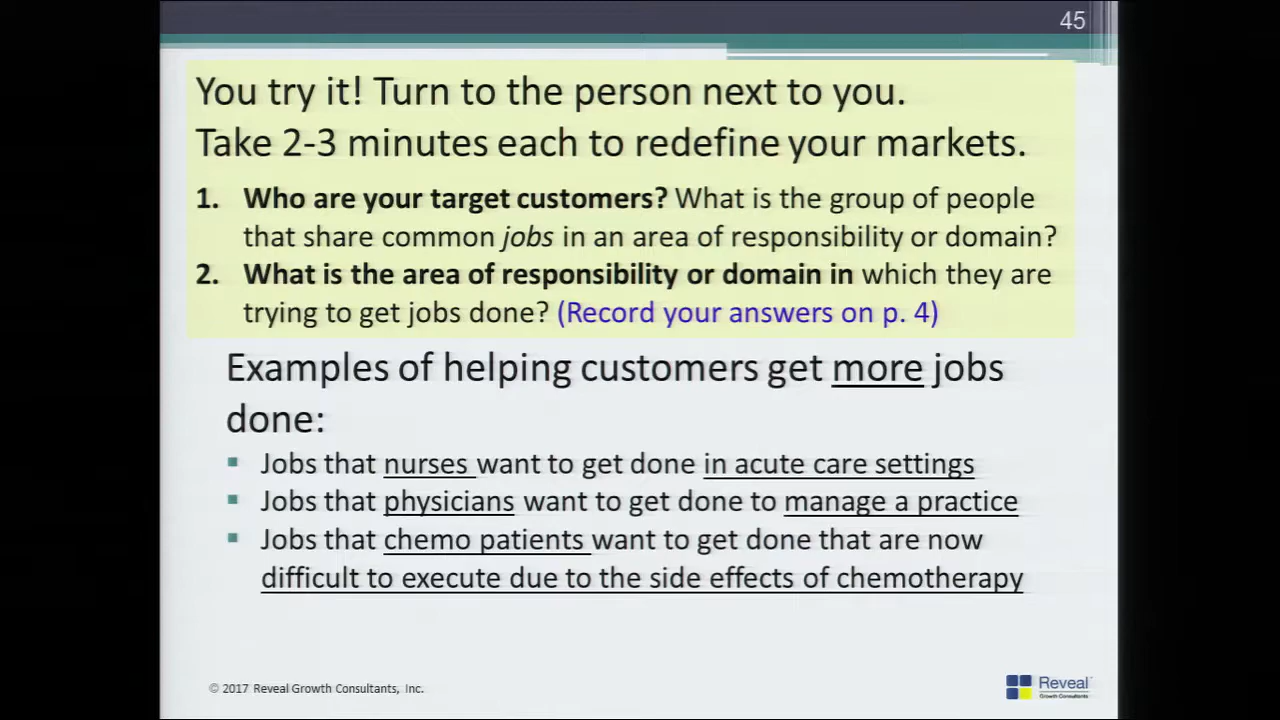 45
You try it! Turn to the person next to you.
Take 2-3 minutes each to redefine your markets.
1. Who are your target customers? What is the group of people
that share common jobs in an area of responsibility or domain?
2. What is the area of responsibility or domain in which they are
trying to get jobs done? (Record your answers on p. 4)
Examples of helping customers get more jobs
done:
▪ Jobs that nurses want to get done in acute care settings
▪ Jobs that physicians want to get done to manage a practice
▪ Jobs that chemo patients want to get done that are now
difficult to execute due to the side effects of chemotherapy
© 2017 Reveal Growth Consultants, Inc.
Reveal
Growth Consultants